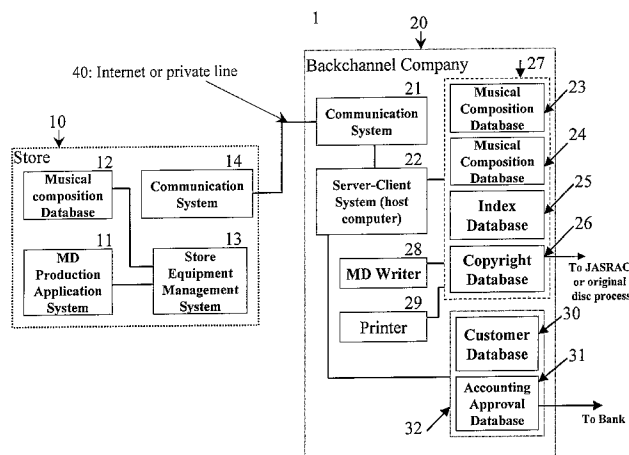 1
20
Backchannel Company
40: Internet or private line
27
21
Communication
System
Musical
Composition
Database
23
10
Store
12
Musical
composition
Database
14
Communication
System
22
Server-Client
System (host
computer)
Musical
Composition
Database
24
Index
Database
25
11
MD
Production
Application
System
13
Store
Equipment
Management
System
28
MD Writer
Copyright
Database
26
To JASRAC
or original
disc process
29
Printer
Customer
Database
30
Accounting
Approval
Database
31
32
To Bank